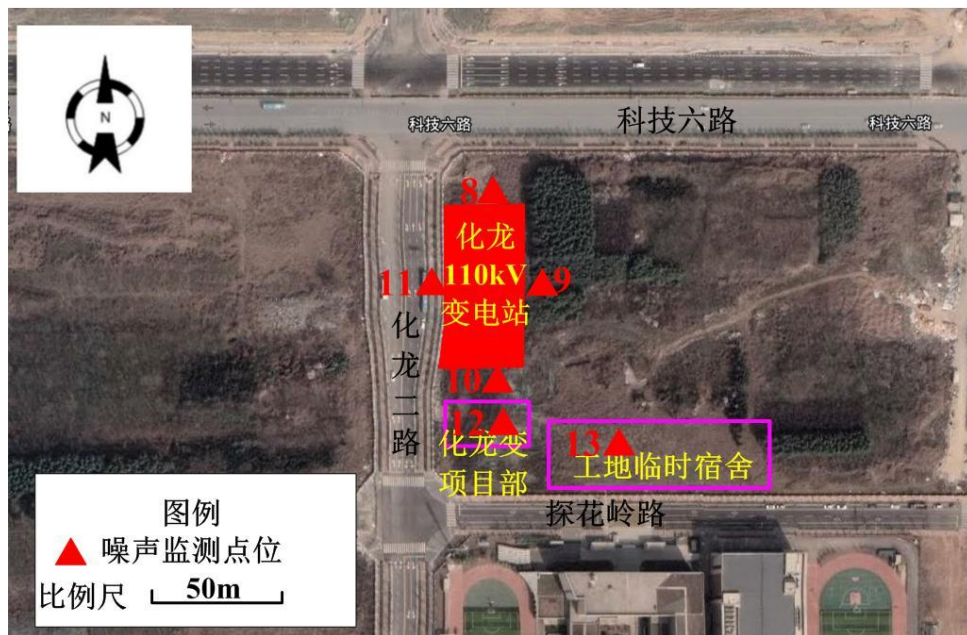 N
科技六路
科技六路
科技六路
8
化龙
110kV
变电站
11
9
化龙二路
10
12
化龙变
项目部
13
工地临时宿舍
探花岭路
图例
噪声监测点位
比例尺 50m